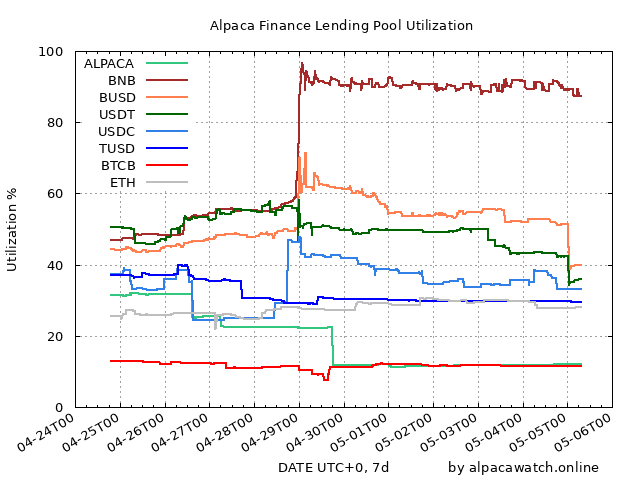 Alpaca Finance Lending Pool Utilization
100
80
60
40
20
0
Utilization %
ALPACA
BNB
BUSD
USDT
USDC
TUSD
BTCB
ETH
04-24T00
04-25T00
04-26T00
04-27T00
04-28T00
04-29T00
04-30T00
05-01T00
05-02T00
05-03T00
05-04T00
05-05T00
05-06T00
DATE UTC+0, 7d
by alpacawatch.online